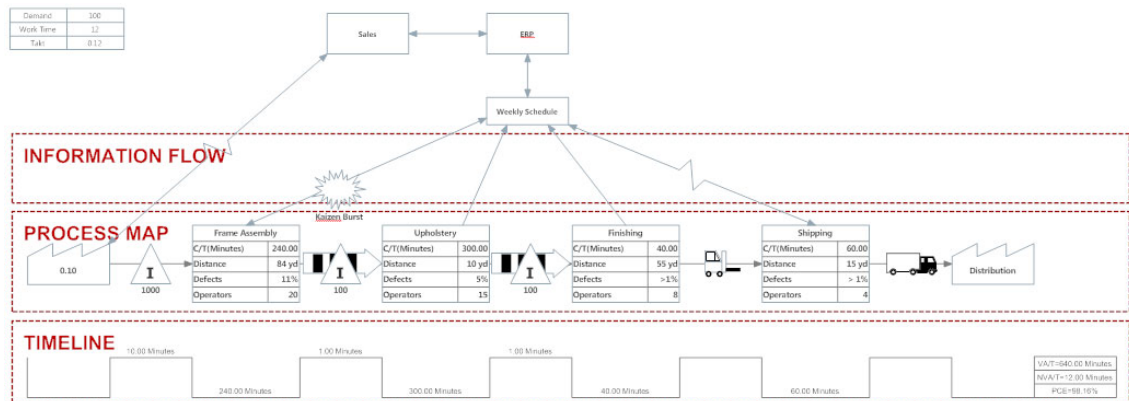 Demand 100
Work Time 12
Takt 0.12
Sales
ERP
Weekly Schedule
INFORMATION FLOW
Kaizen Burst
PROCESS MAP
0.10
I
1000
Frame Assembly
C/T(Minutes) 240.00
Distance 84 yd
Defects 11%
Operators 20
I
100
Upholstery
C/T(Minutes) 300.00
Distance 10 yd
Defects 5%
Operators 15
I
100
Finishing
C/T(Minutes) 40.00
Distance 55 yd
Defects >1%
Operators 8
Shipping
C/T(Minutes) 60.00
Distance 15 yd
Defects > 1%
Operators 4
Distribution
TIMELINE
10.00 Minutes
240.00 Minutes
1.00 Minutes
300.00 Minutes
1.00 Minutes
40.00 Minutes
60.00 Minutes
VA/T=640.00 Minutes
NVA/T=12.00 Minutes
PCE=98.16%